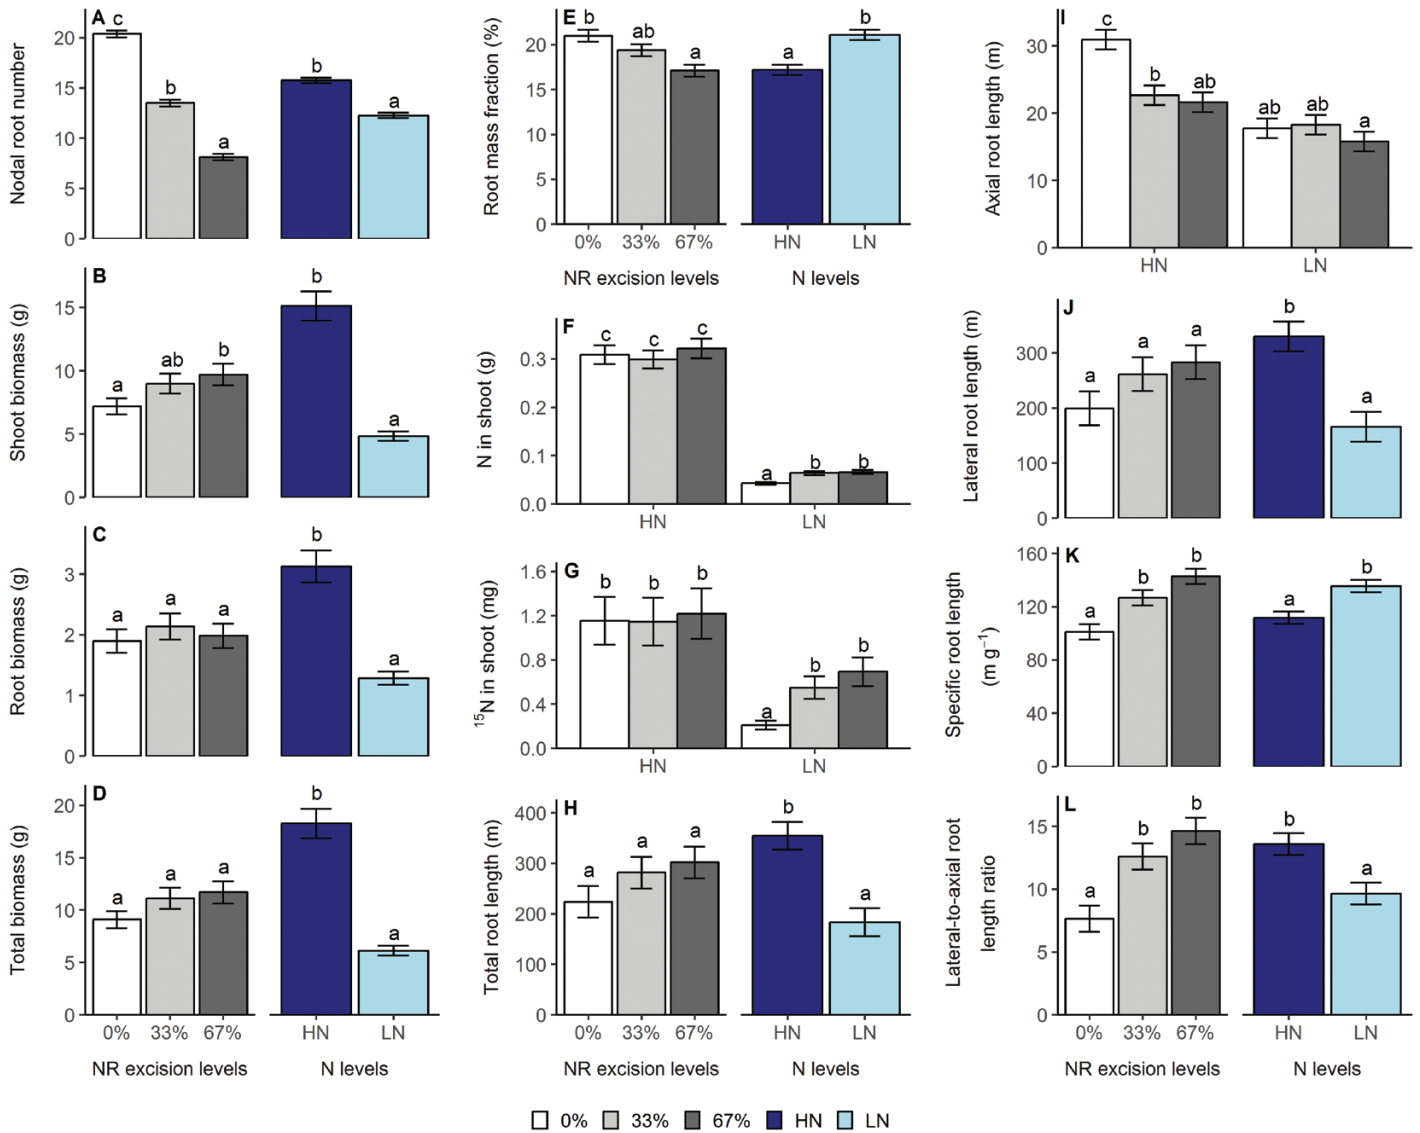 A
Nodal root number
20
15
10
5
0
c
b
a
b
a
B
Shoot biomass (g)
15
10
5
0
a
ab
b
b
a
C
Root biomass (g)
3
2
1
0
a
a
a
b
a
D
Total biomass (g)
20
15
10
5
0
a
a
a
b
a
0% 33% 67% HN LN
NR excision levels N levels
E
Root mass fraction (%)
20
15
10
5
0
b
ab
a
a
b
0% 33% 67% HN LN
NR excision levels N levels
F
N in shoot (g)
0.3
0.2
0.1
0.0
c
c
c
a
b
b
HN LN
G
¹⁵N in shoot (mg)
1.6
1.2
0.8
0.4
0.0
b
b
b
a
b
b
HN LN
H
Total root length (m)
400
300
200
100
0
a
a
a
b
a
0% 33% 67% HN LN
NR excision levels N levels
I
Axial root length (m)
30
20
10
0
c
b
ab
ab
ab
a
HN LN
J
Lateral root length (m)
300
200
100
0
a
a
a
b
a
K
Specific root length
(m g⁻¹)
160
120
80
40
0
a
b
b
a
b
L
Lateral-to-axial root
length ratio
15
10
5
0
a
b
b
b
a
0% 33% 67% HN LN
NR excision levels N levels
0% 33% 67% HN LN